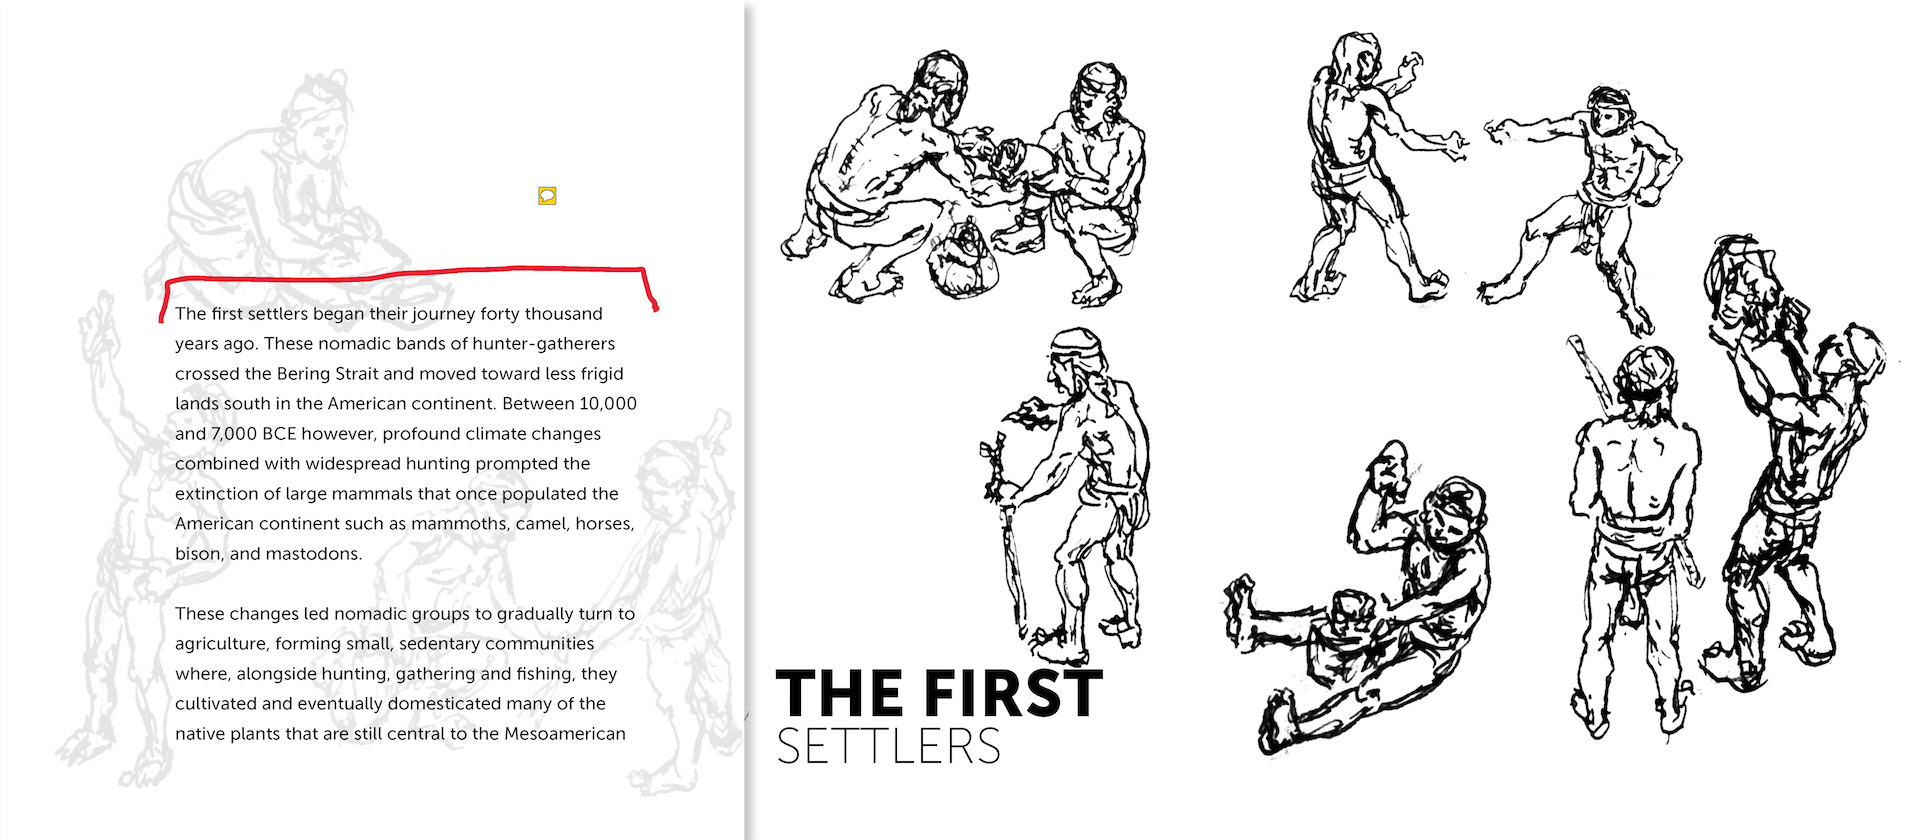 The first settlers began their journey forty thousand
years ago. These nomadic bands of hunter-gatherers
crossed the Bering Strait and moved toward less frigid
lands south in the American continent. Between 10,000
and 7,000 BCE however, profound climate changes
combined with widespread hunting prompted the
extinction of large mammals that once populated the
American continent such as mammoths, camel, horses,
bison, and mastodons.
These changes led nomadic groups to gradually turn to
agriculture, forming small, sedentary communities
where, alongside hunting, gathering and fishing, they
cultivated and eventually domesticated many of the
native plants that are still central to the Mesoamerican
THE FIRST
SETTLERS